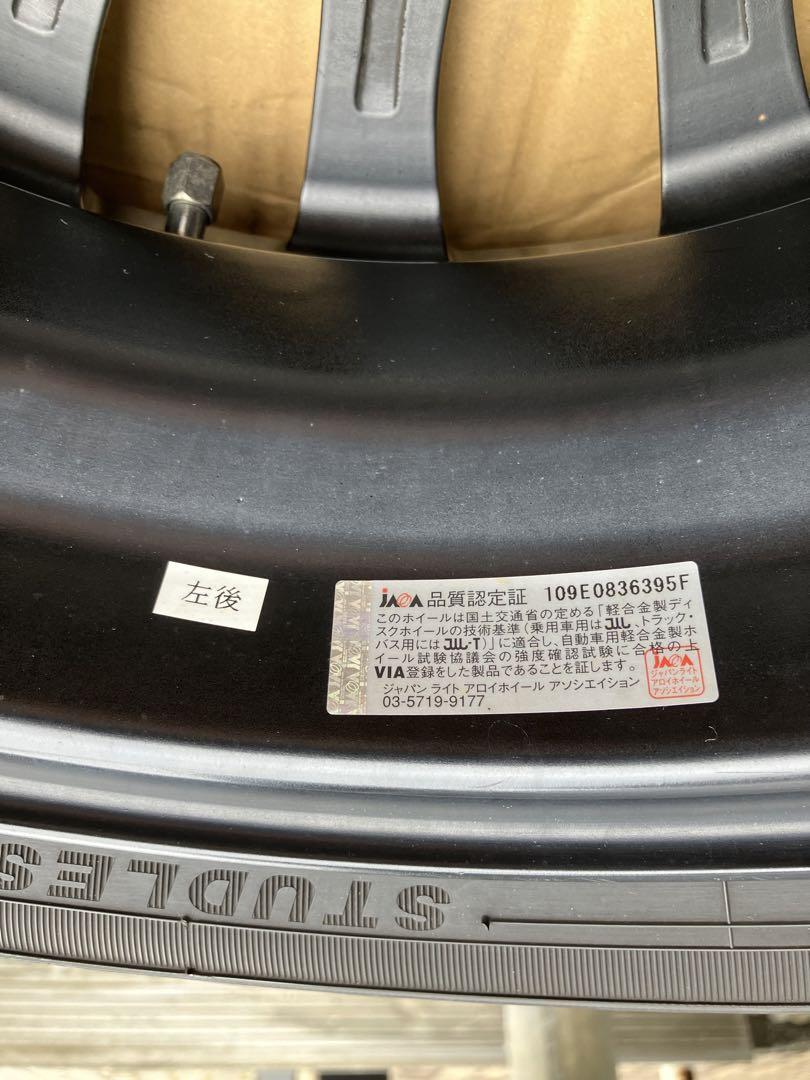 左後
JAWA 品質認定証 109E0836395F
このホイールは国土交通省の定める「軽合金製ディ
スクホイールの技術基準(乗用車用はJWL、トラック・
バス用にはJWL-T)」に適合し、自動車用軽合金製ホ
イール試験協議会の強度確認試験に合格の上
VIA登録をした製品であることを証します。
ジャパン ライト アロイホイール アソシエイション
03-5719-9177
JAWA
ジャパンライト
アロイホイール
アソシエイション
STUDLES